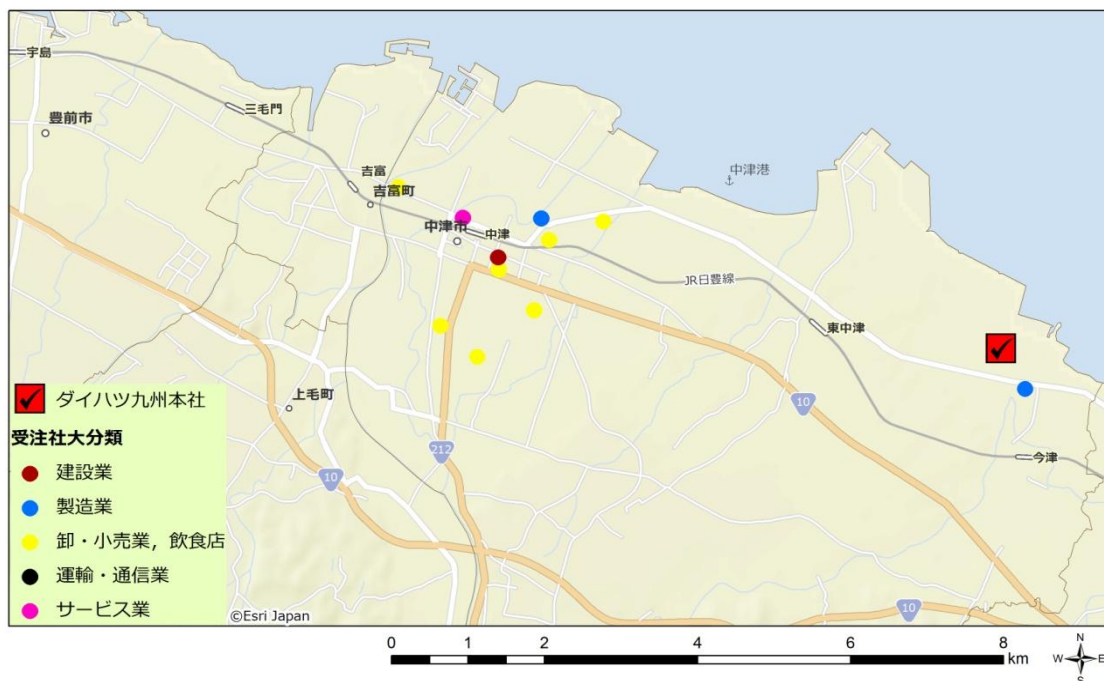 宇島
豊前市
三毛門
吉富
吉富町
中津市
中津
中津港
JR日豊線
東中津
今津
上毛町
10
212
10
10
ダイハツ九州本社
受注社大分類
建設業
製造業
卸・小売業，飲食店
運輸・通信業
サービス業
©Esri Japan
0 1 2 4 6 8
km
N
W E
S